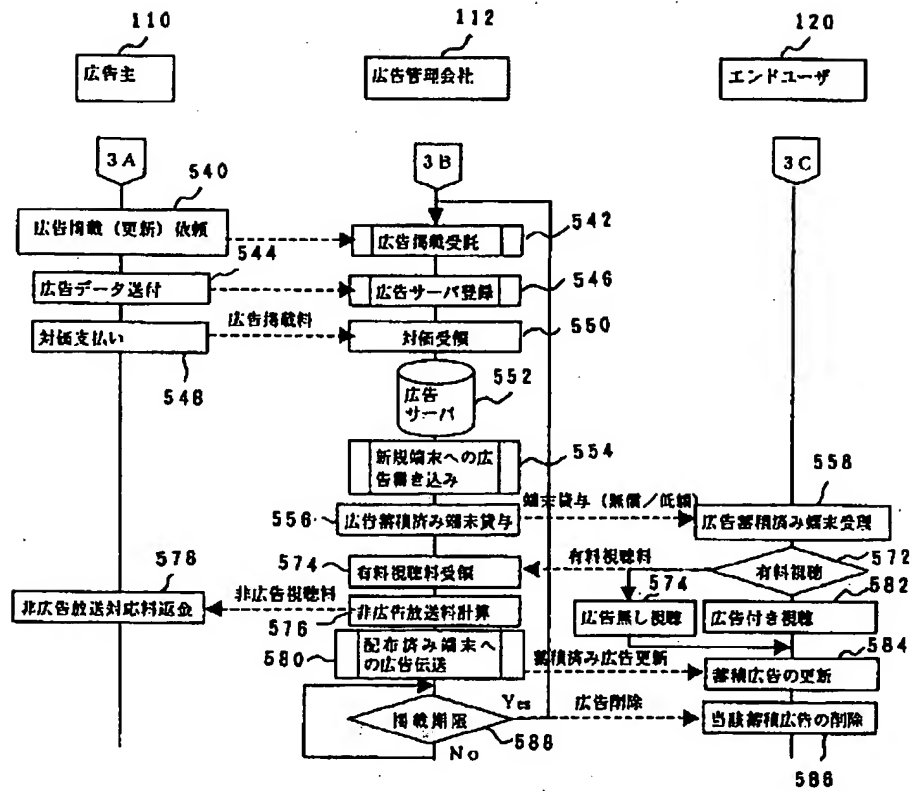 110
112
120
広告主
広告管理会社
エンドユーザ
3A
3B
3C
540
広告掲載（更新）依頼
542
広告掲載受託
544
広告データ送付
546
広告サーバ登録
548
対価支払い
広告掲載料
550
対価受領
552
広告
サーバ
554
新規端末への広
告書き込み
556
広告蓄積済み端末貸与
端末貸与（無償／低額）
558
広告蓄積済み端末受理
572
有料視聴
574
有料視聴料受領
有料視聴料
574
広告無し視聴
582
広告付き視聴
578
非広告放送対応料返金
非広告視聴料
576
非広告放送料計算
580
配布済み端末へ
の広告伝送
蓄積済み広告更新
584
蓄積広告の更新
掲載期限
Yes
No
588
広告削除
当該蓄積広告の削除
586